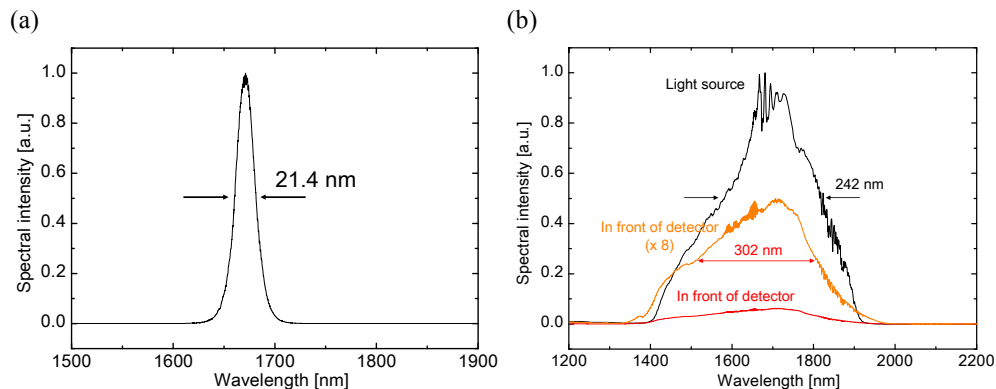 (a)
Spectral intensity [a.u.]
1.0
0.8
0.6
0.4
0.2
0.0
21.4 nm
1500 1600 1700 1800 1900
Wavelength [nm]
(b)
Spectral intensity [a.u.]
1.0
0.8
0.6
0.4
0.2
0.0
Light source
242 nm
In front of detector
(x 8)
302 nm
In front of detector
1200 1400 1600 1800 2000 2200
Wavelength [nm]